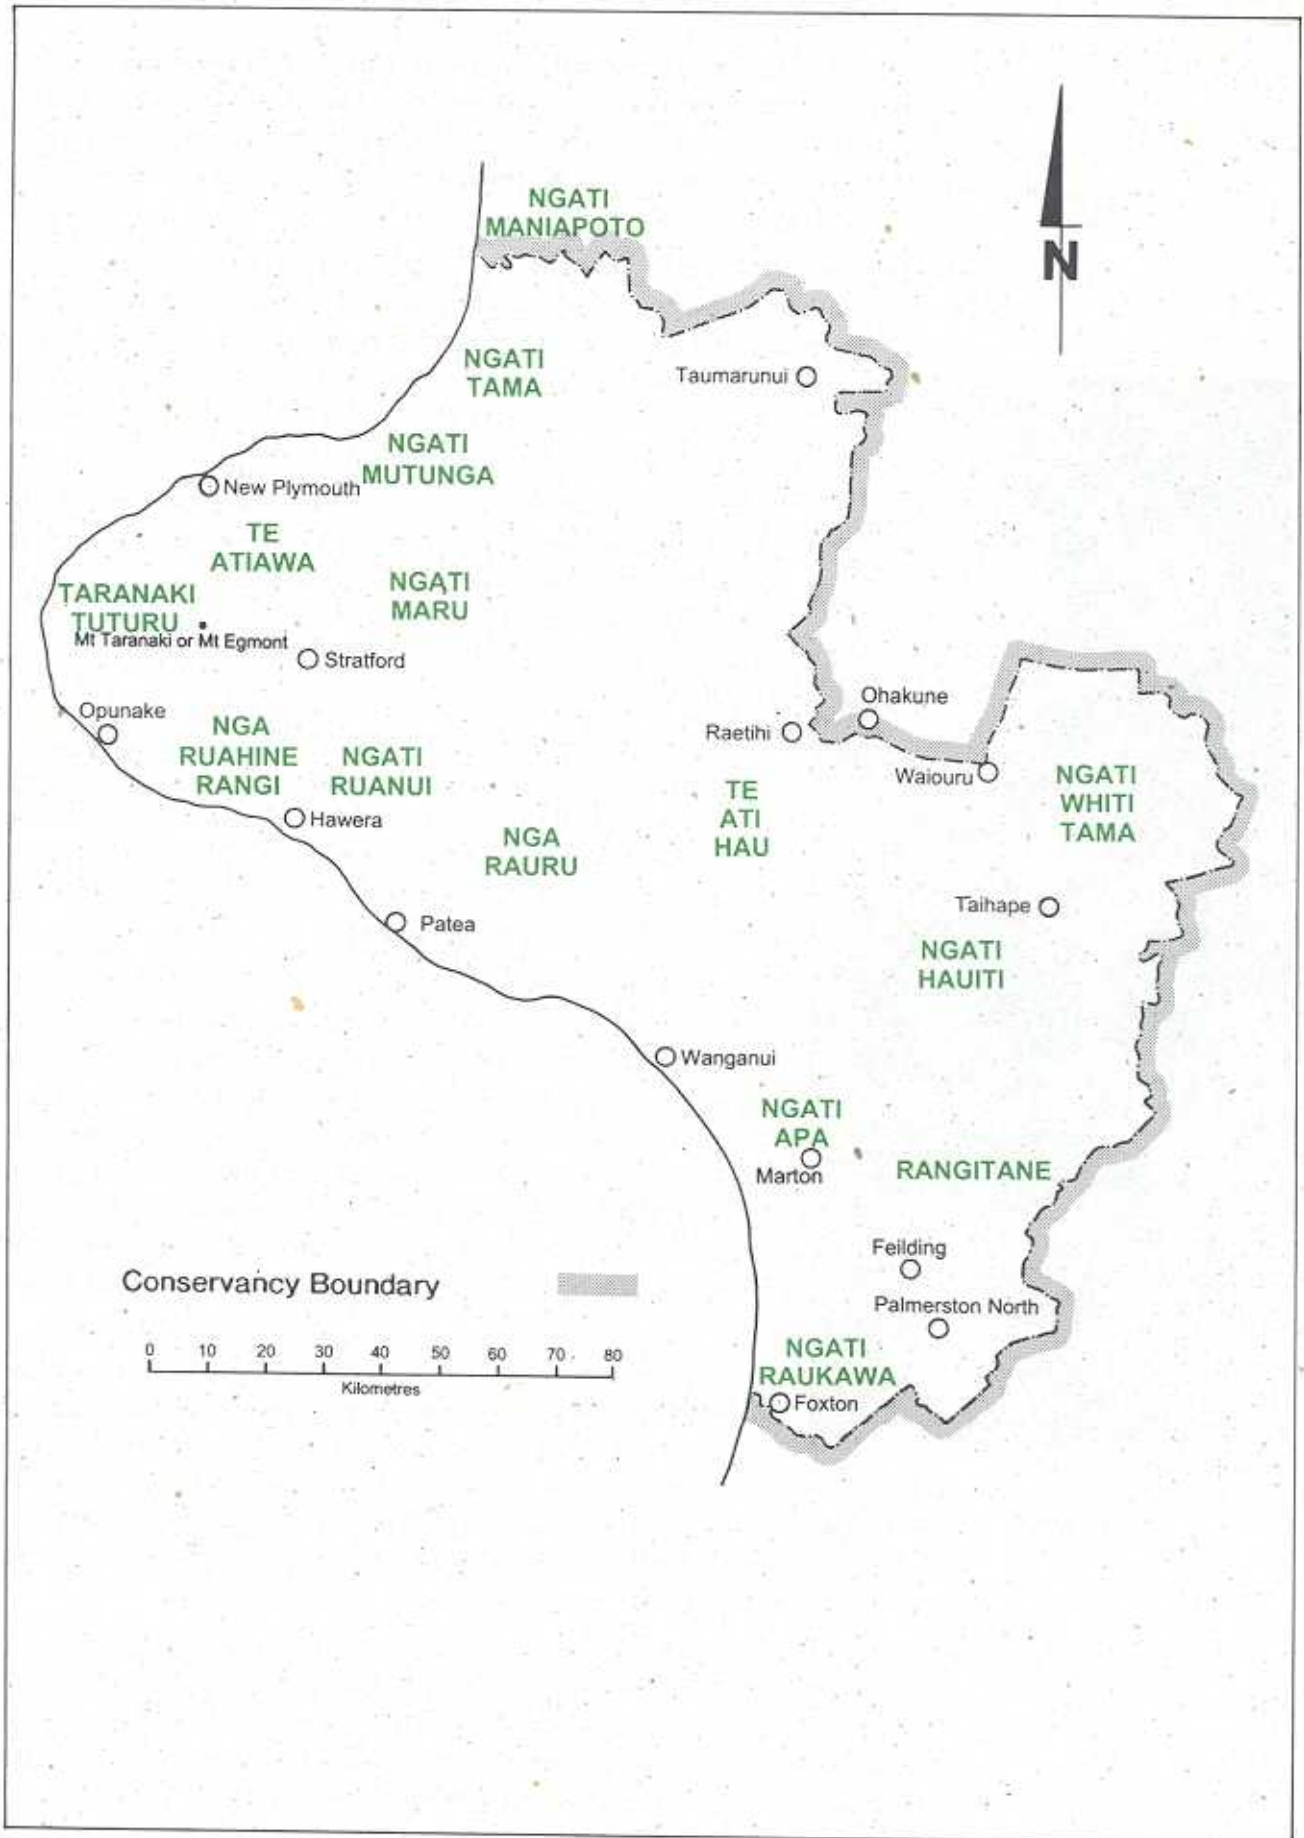 NGATI
MANIAPOTO
N
NGATI
TAMA
Taumarunui
NGATI
MUTUNGA
New Plymouth
TE
ATIAWA
NGATI
MARU
TARANAKI
TUTURU
Mt Taranaki or Mt Egmont
Stratford
Opunake
Ohakune
Raetihi
NGA
RUAHINE
RANGI
NGATI
RUANUI
Waiouru
NGATI
WHITI
TAMA
TE
ATI
HAU
Hawera
NGA
RAURU
Taihape
Patea
NGATI
HAUITI
Wanganui
NGATI
APA
Marton
RANGITANE
Feilding
Conservancy Boundary
Palmerston North
0 10 20 30 40 50 60 70 80
Kilometres
NGATI
RAUKAWA
Foxton